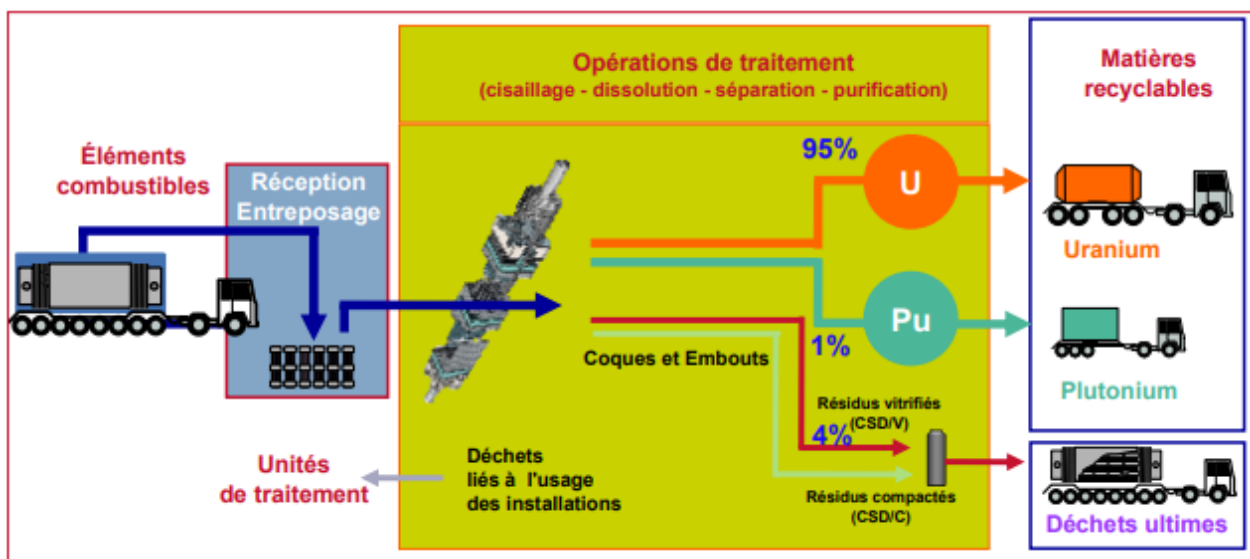 Opérations de traitement
(cisaillage - dissolution - séparation - purification)
Matières
recyclables
Éléments
combustibles
Réception
Entreposage
95%
U
Uranium
Pu
1%
Plutonium
Coques et Embouts
Résidus vitrifiés
(CSD/V)
4%
Résidus compactés
(CSD/C)
Déchets
liés à l'usage
des installations
Unités
de traitement
Déchets ultimes